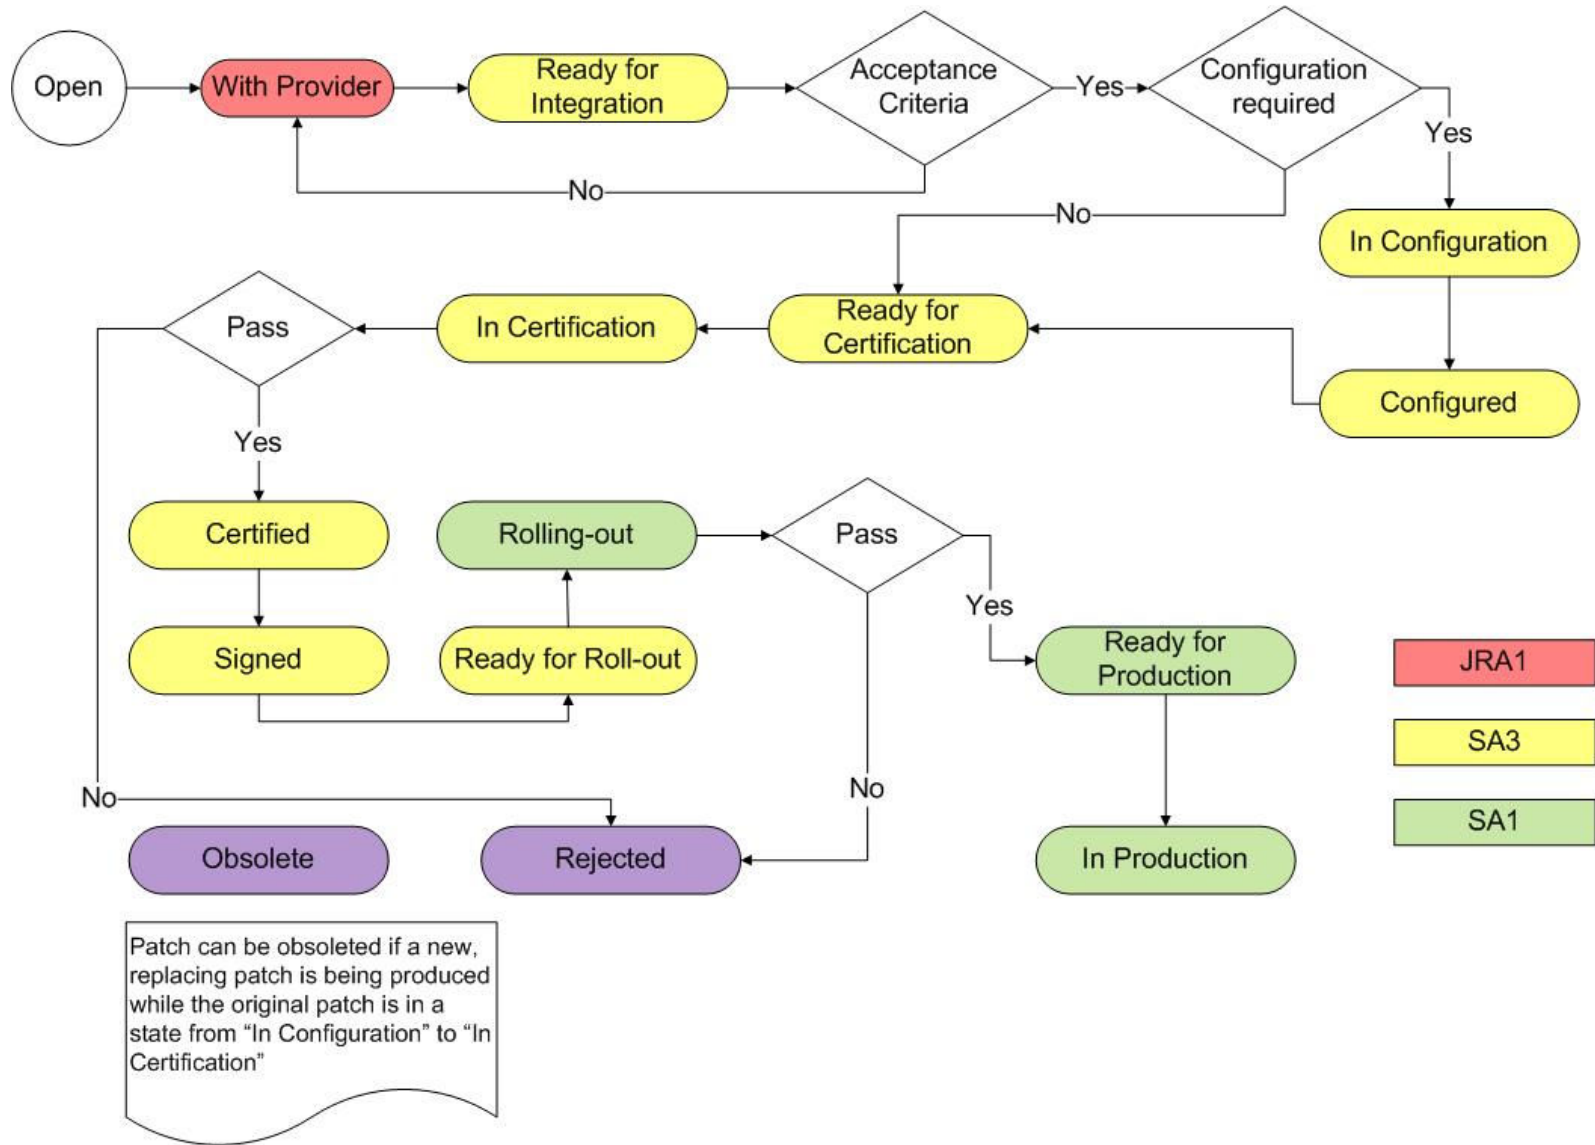 Open
With Provider
Ready for
Integration
Acceptance
Criteria
Yes
Configuration
required
Yes
No
No
In Configuration
Pass
In Certification
Ready for
Certification
Configured
Yes
Certified
Rolling-out
Pass
Yes
Signed
Ready for Roll-out
Ready for
Production
JRA1
SA3
No
No
SA1
Obsolete
Rejected
In Production
Patch can be obsoleted if a new,
replacing patch is being produced
while the original patch is in a
state from “In Configuration” to “In
Certification”